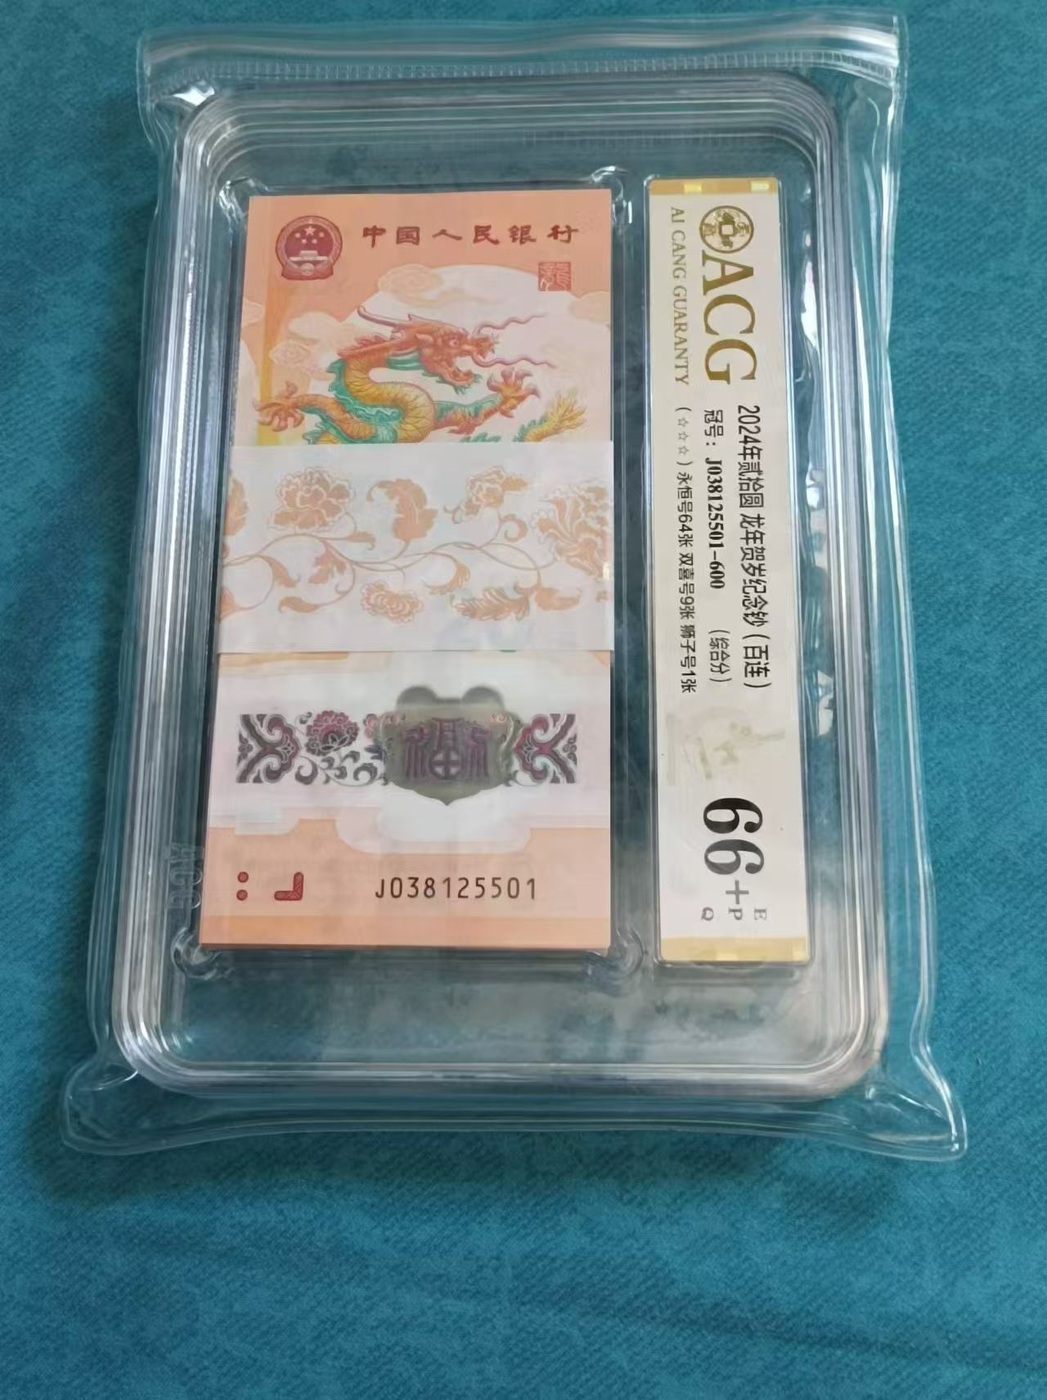 中国人民银行
福
J038125501
ACG
AI CANG GUARANTY
2024年贰拾圆 龙年贺岁纪念钞（百连）
冠号：J038125501-600 （综合分）
（☆☆☆）永恒号64张 双喜号9张 狮子号1张
66+
E
P
Q